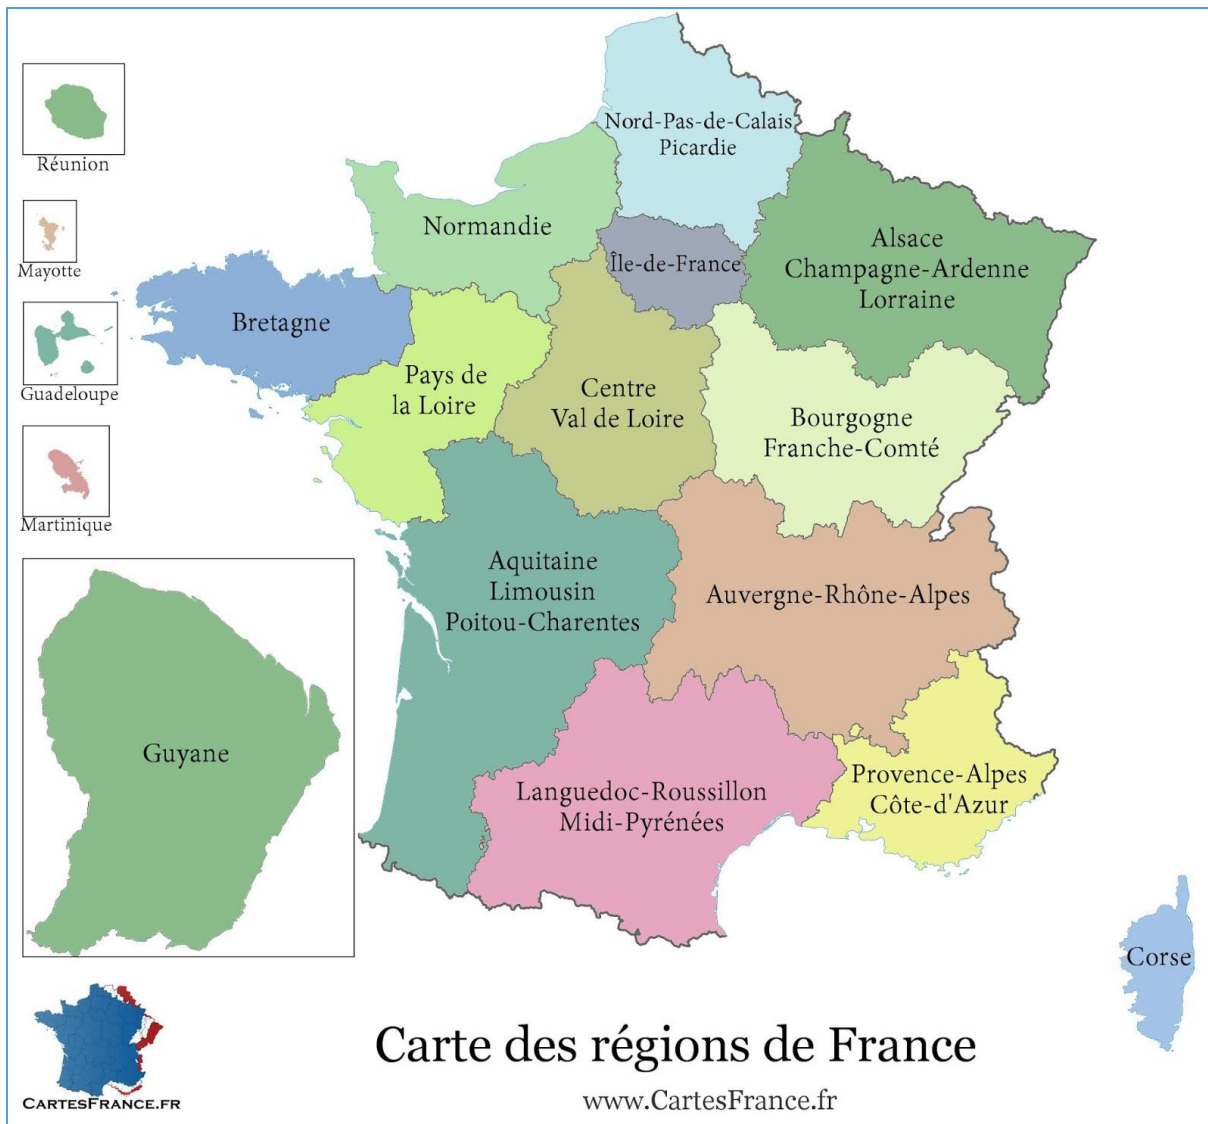 Réunion
Mayotte
Guadeloupe
Martinique
Guyane
Nord-Pas-de-Calais
Picardie
Normandie
Île-de-France
Alsace
Champagne-Ardenne
Lorraine
Bretagne
Pays de
la Loire
Centre
Val de Loire
Bourgogne
Franche-Comté
Aquitaine
Limousin
Poitou-Charentes
Auvergne-Rhône-Alpes
Languedoc-Roussillon
Midi-Pyrénées
Provence-Alpes
Côte-d'Azur
Corse
CARTESFRANCE.FR
Carte des régions de France
www.CartesFrance.fr